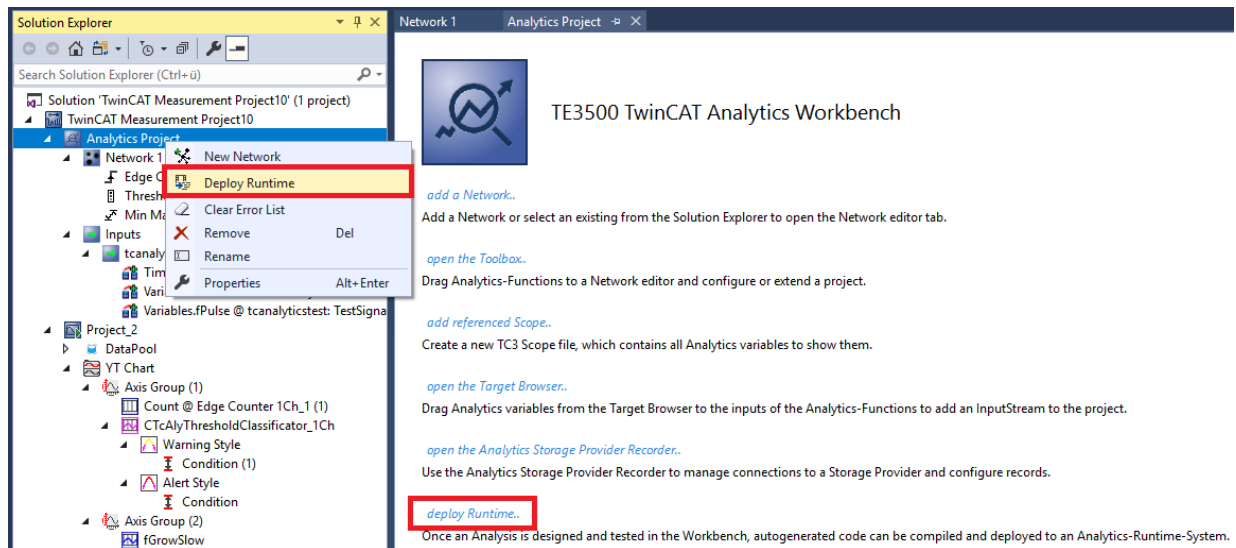 Solution Explorer
Search Solution Explorer (Ctrl+ü)
Solution 'TwinCAT Measurement Project10' (1 project)
TwinCAT Measurement Project10
Analytics Project
Network 1
Edge C
Thresh
Min Ma
Inputs
tcanaly
Tim
Vari
Variables.fPulse @ tcanalyticstest: TestSigna
Project_2
DataPool
YT Chart
Axis Group (1)
Count @ Edge Counter 1Ch_1 (1)
CTcAlyThresholdClassificator_1Ch
Warning Style
Condition (1)
Alert Style
Condition
Axis Group (2)
fGrowSlow
New Network
Deploy Runtime
Clear Error List
Remove Del
Rename
Properties Alt+Enter
Network 1 Analytics Project
TE3500 TwinCAT Analytics Workbench
add a Network..
Add a Network or select an existing from the Solution Explorer to open the Network editor tab.
open the Toolbox..
Drag Analytics-Functions to a Network editor and configure or extend a project.
add referenced Scope..
Create a new TC3 Scope file, which contains all Analytics variables to show them.
open the Target Browser..
Drag Analytics variables from the Target Browser to the inputs of the Analytics-Functions to add an InputStream to the project.
open the Analytics Storage Provider Recorder..
Use the Analytics Storage Provider Recorder to manage connections to a Storage Provider and configure records.
deploy Runtime..
Once an Analysis is designed and tested in the Workbench, autogenerated code can be compiled and deployed to an Analytics-Runtime-System.